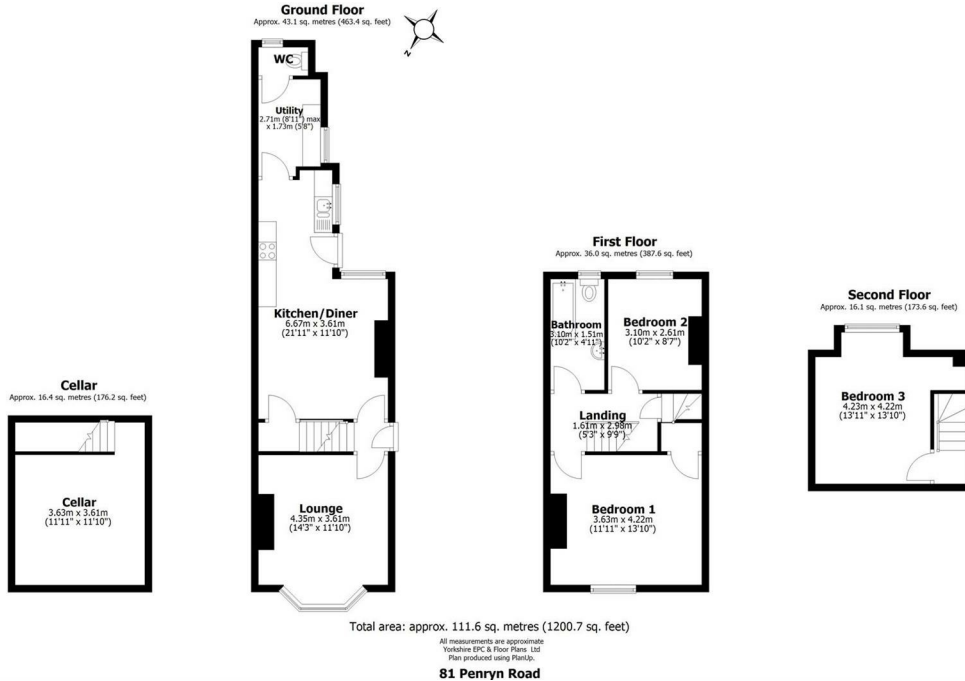 Ground Floor
Approx. 43.1 sq. metres (463.4 sq. feet)
N
WC
Utility
2.71m (8'11") max
x 1.73m (5'8")
Kitchen/Diner
6.67m x 3.61m
(21'11" x 11'10")
Lounge
4.35m x 3.61m
(14'3" x 11'10")
Cellar
Approx. 16.4 sq. metres (176.2 sq. feet)
Cellar
3.63m x 3.61m
(11'11" x 11'10")
First Floor
Approx. 36.0 sq. metres (387.6 sq. feet)
Bathroom
3.10m x 1.51m
(10'2" x 4'11")
Bedroom 2
3.10m x 2.61m
(10'2" x 8'7")
Landing
1.61m x 2.98m
(5'3" x 9'9")
Bedroom 1
3.63m x 4.22m
(11'11" x 13'10")
Second Floor
Approx. 16.1 sq. metres (173.6 sq. feet)
Bedroom 3
4.23m x 4.22m
(13'11" x 13'10")
Total area: approx. 111.6 sq. metres (1200.7 sq. feet)
All measurements are approximate
Yorkshire EPC & Floor Plans Ltd
Plan produced using PlanUp.
81 Penryn Road